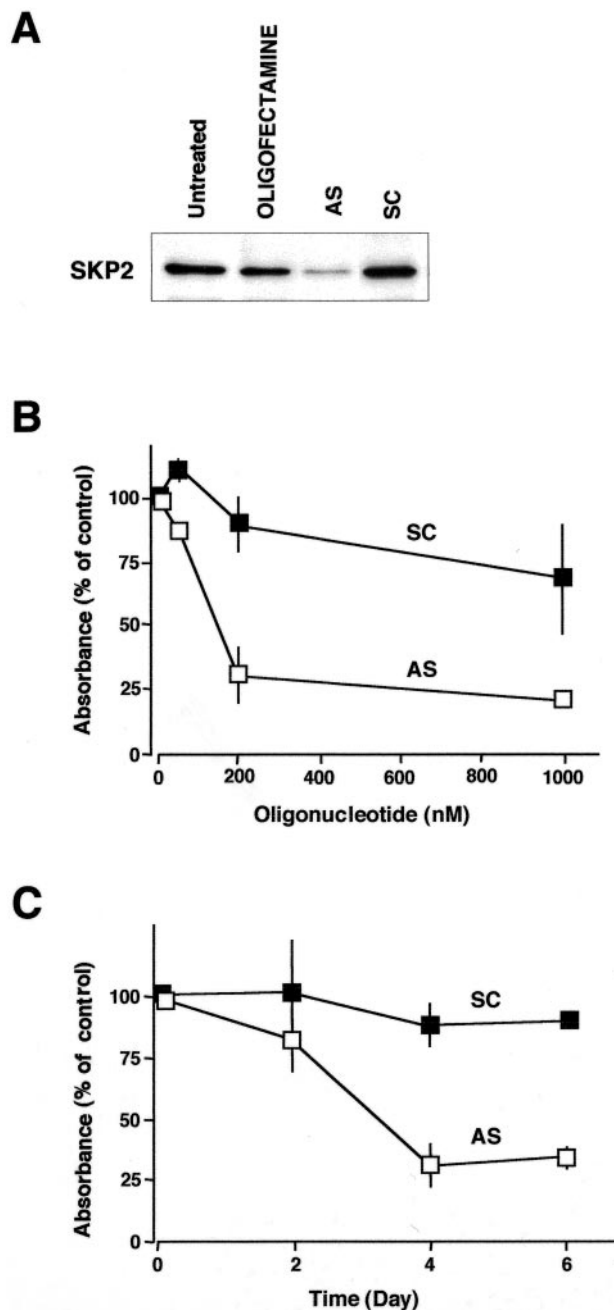 A
Untreated
OLIGOFECTAMINE
AS
SC
SKP2
B
Absorbance (% of control)
100
75
50
25
0
SC
AS
0
200
400
600
800
1000
Oligonucleotide (nM)
C
Absorbance (% of control)
100
75
50
25
0
SC
AS
0
2
4
6
Time (Day)